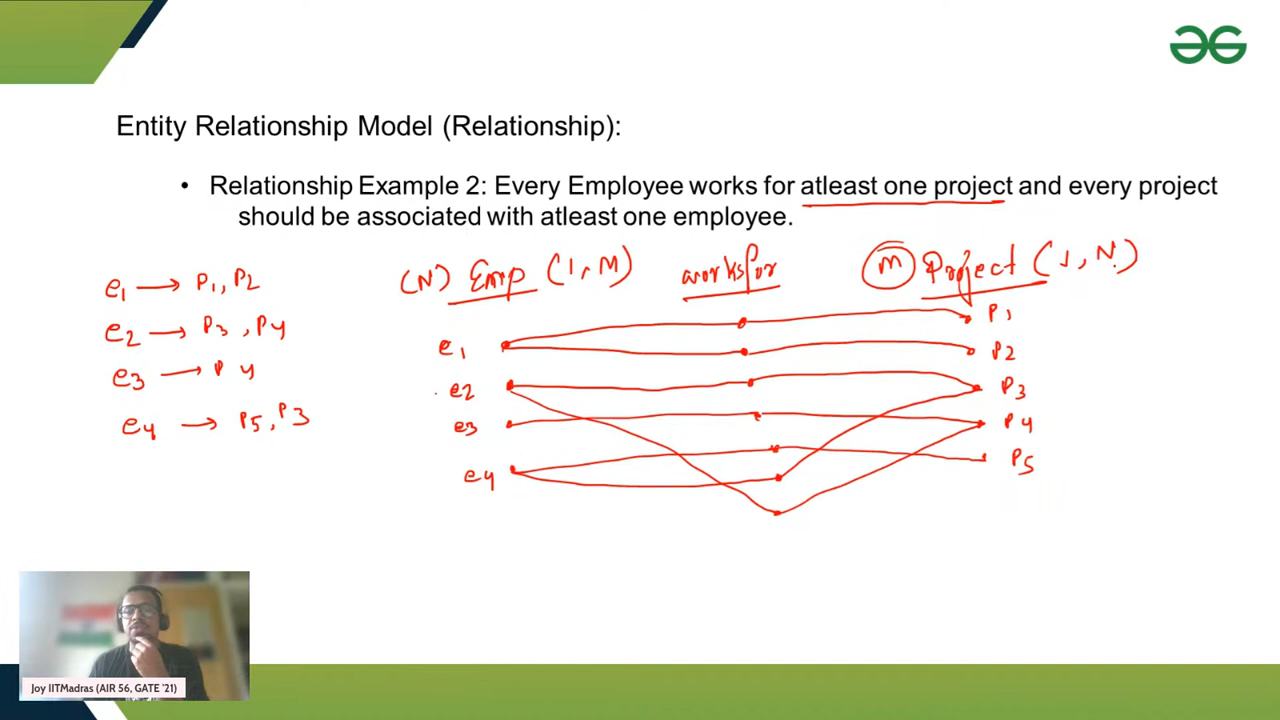 Entity Relationship Model (Relationship):
• Relationship Example 2: Every Employee works for atleast one project and every project
should be associated with atleast one employee.
(N) Emp (1, M) worksfor (m) Project (1, N)
e1 → P1, P2
e2 → P3, P4
e3 → P4
e4 → P5, P3
e1
e2
e3
e4
P1
P2
P3
P4
P5
Joy IITMadras (AIR 56, GATE '21)